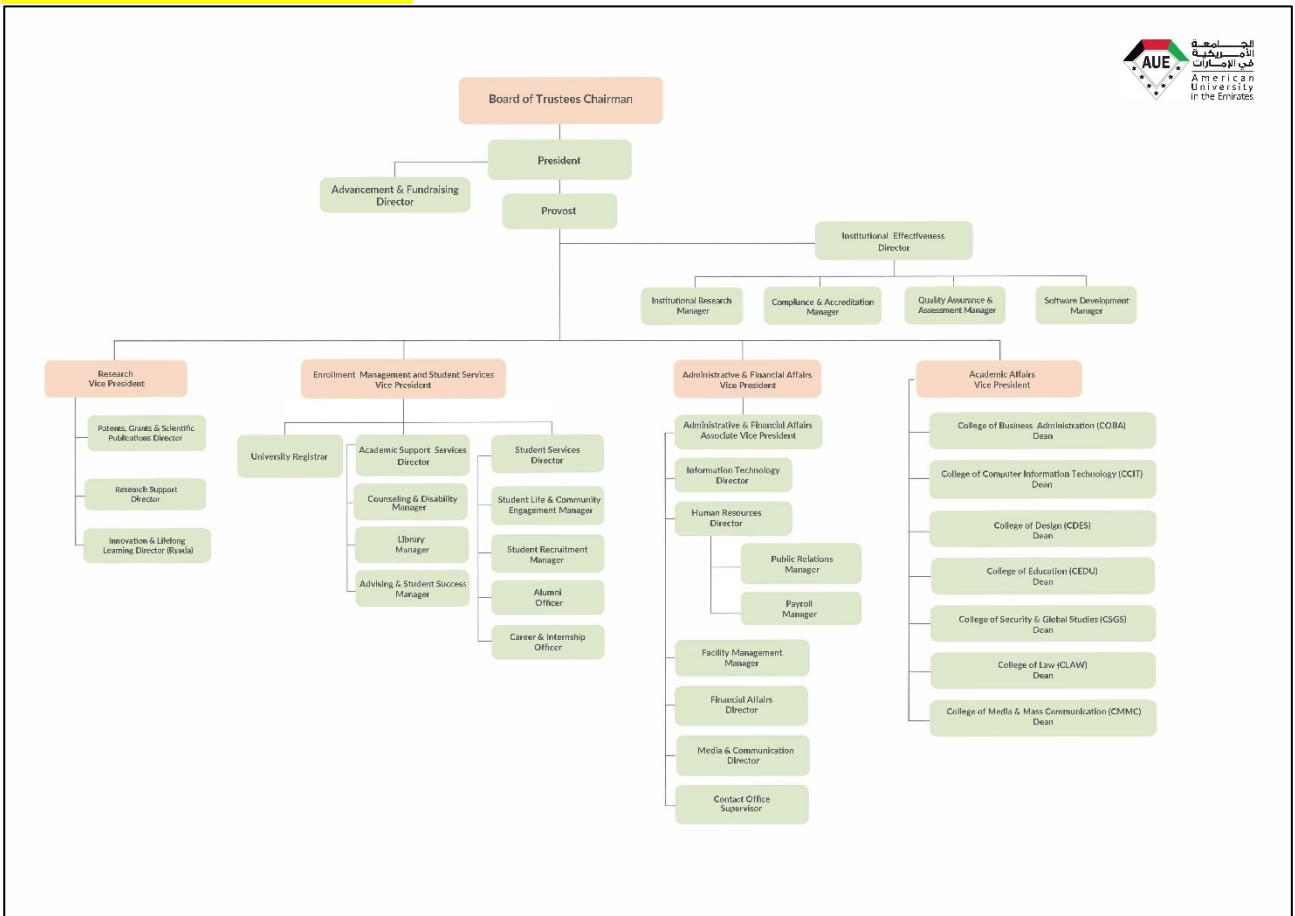 الجامعة
الأمريكية
في الإمارات
AUE
American
University
in the Emirates
Board of Trustees Chairman
President
Advancement & Fundraising
Director
Provost
Institutional Effectiveness
Director
Institutional Research
Manager
Compliance & Accreditation
Manager
Quality Assurance &
Assessment Manager
Software Development
Manager
Research
Vice President
Patents, Grants & Scientific
Publications Director
Research Support
Director
Innovation & Lifelong
Learning Director (Ryada)
Enrollment Management and Student Services
Vice President
University Registrar
Academic Support Services
Director
Counseling & Disability
Manager
Library
Manager
Advising & Student Success
Manager
Student Services
Director
Student Life & Community
Engagement Manager
Student Recruitment
Manager
Alumni
Officer
Career & Internship
Officer
Administrative & Financial Affairs
Vice President
Administrative & Financial Affairs
Associate Vice President
Information Technology
Director
Human Resources
Director
Public Relations
Manager
Payroll
Manager
Facility Management
Manager
Financial Affairs
Director
Media & Communication
Director
Contact Office
Supervisor
Academic Affairs
Vice President
College of Business Administration (COBA)
Dean
College of Computer Information Technology (CCIT)
Dean
College of Design (CDES)
Dean
College of Education (CEDU)
Dean
College of Security & Global Studies (CSGS)
Dean
College of Law (CLAW)
Dean
College of Media & Mass Communication (CMMC)
Dean